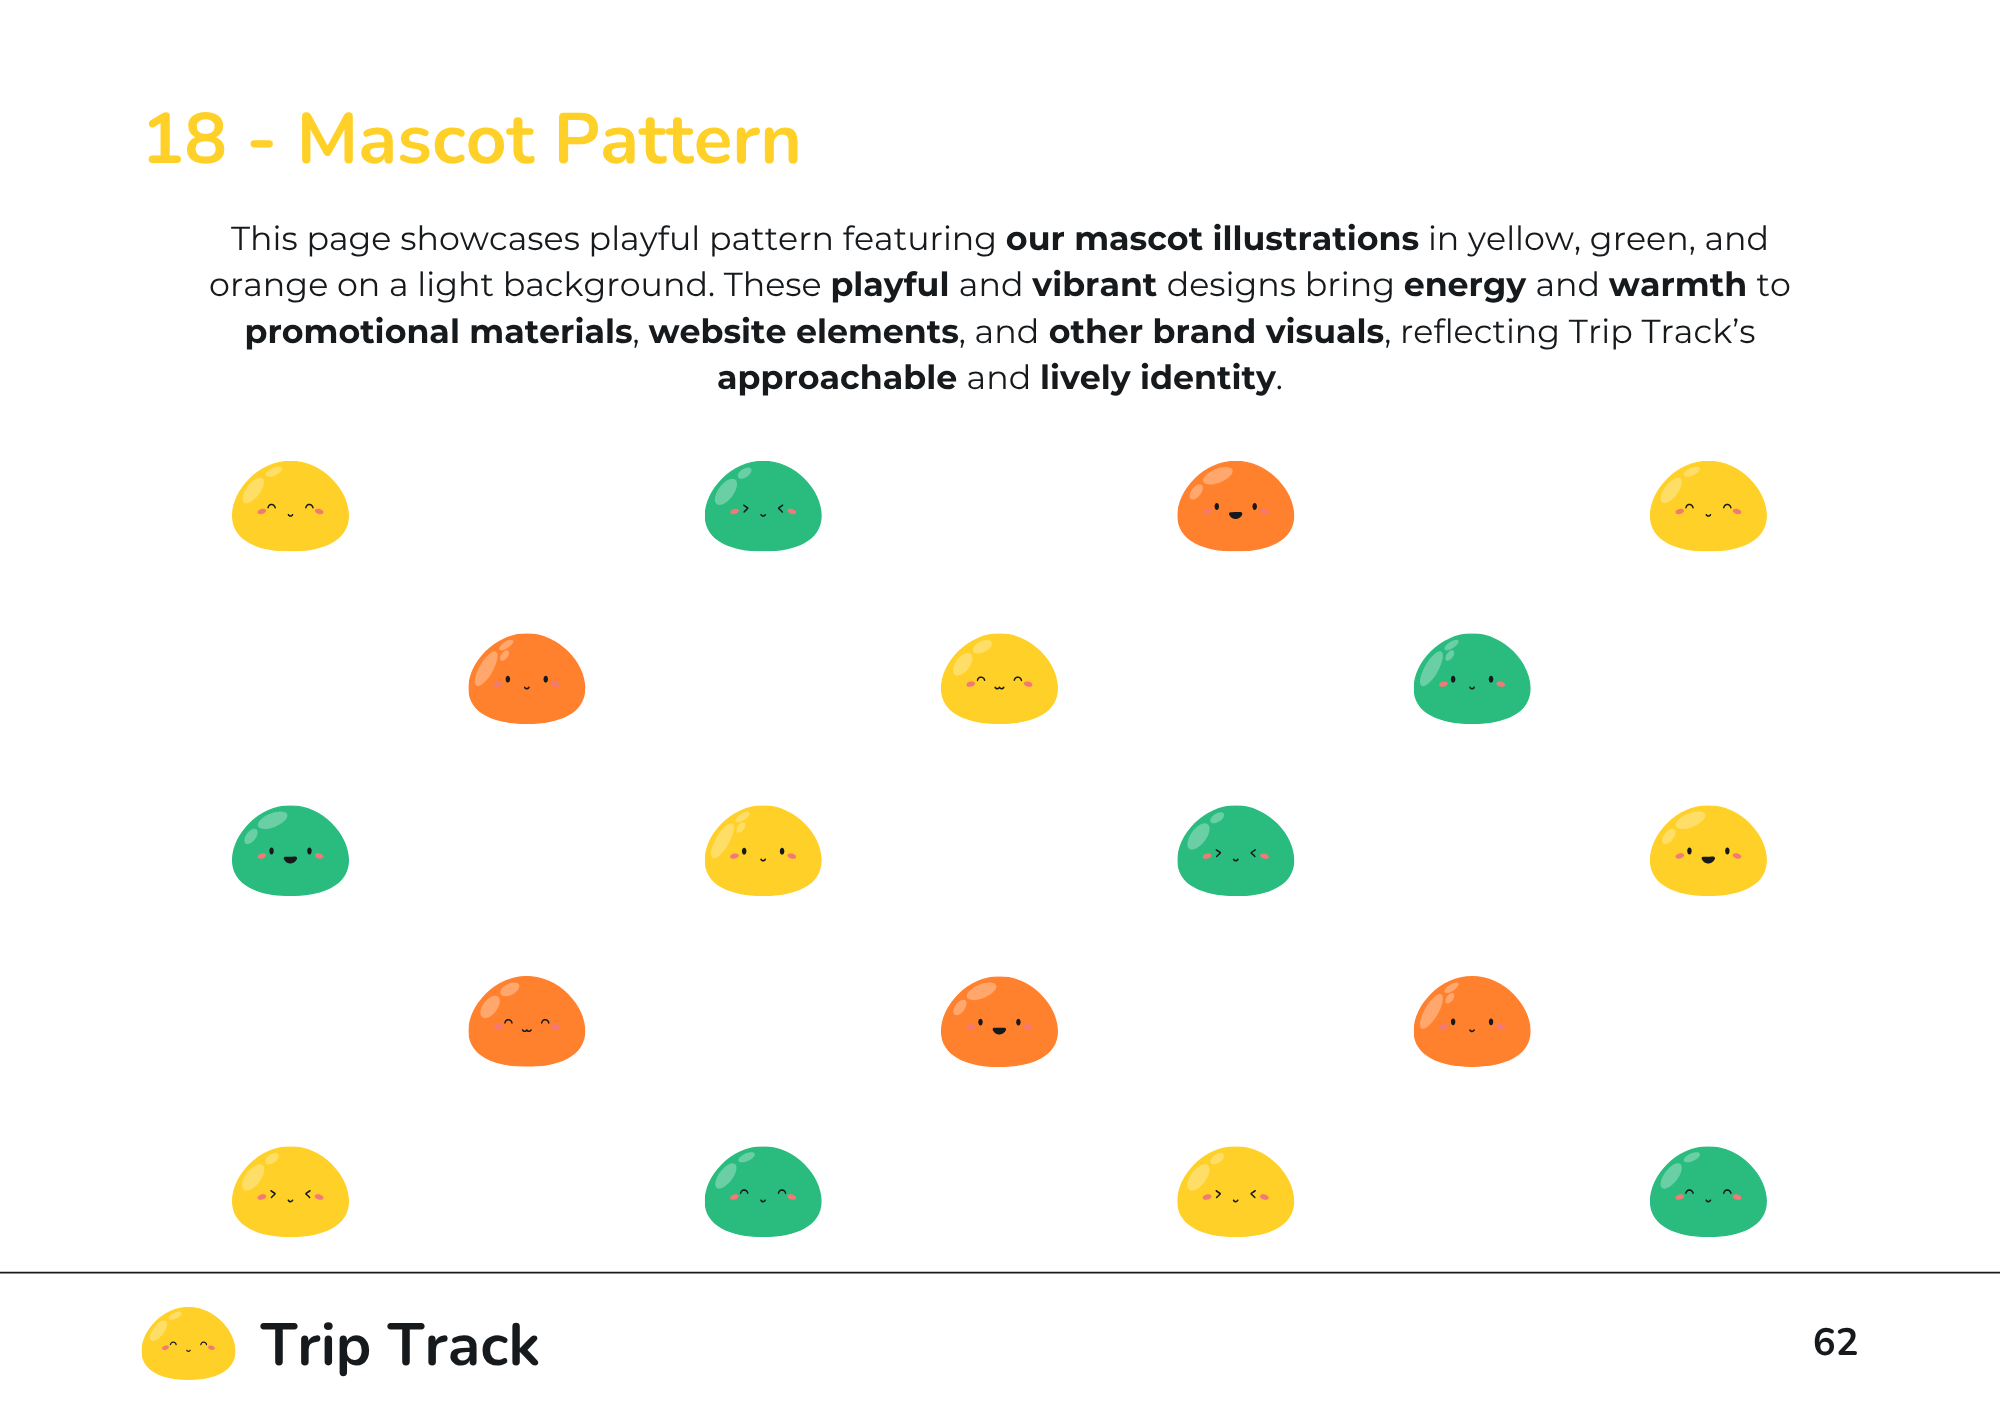 18 - Mascot Pattern
This page showcases playful pattern featuring our mascot illustrations in yellow, green, and
orange on a light background. These playful and vibrant designs bring energy and warmth to
promotional materials, website elements, and other brand visuals, reflecting Trip Track’s
approachable and lively identity.
Trip Track
62